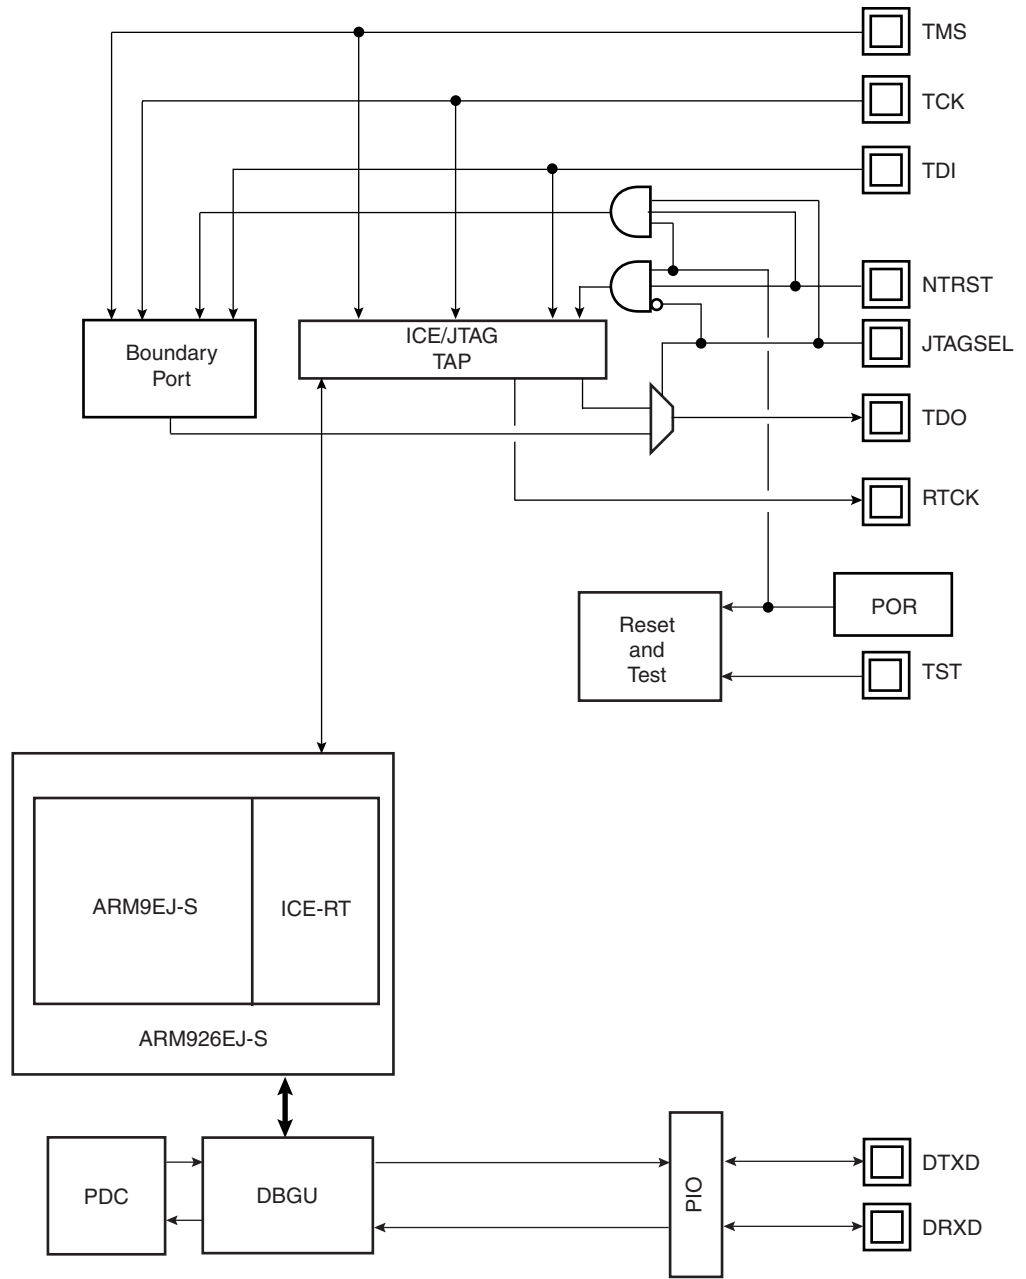 TMS
TCK
TDI
NTRST
JTAGSEL
ICE/JTAG
TAP
Boundary
Port
TDO
RTCK
POR
Reset
and
Test
TST
ARM9EJ-S
ICE-RT
ARM926EJ-S
PDC
DBGU
PIO
DTXD
DRXD